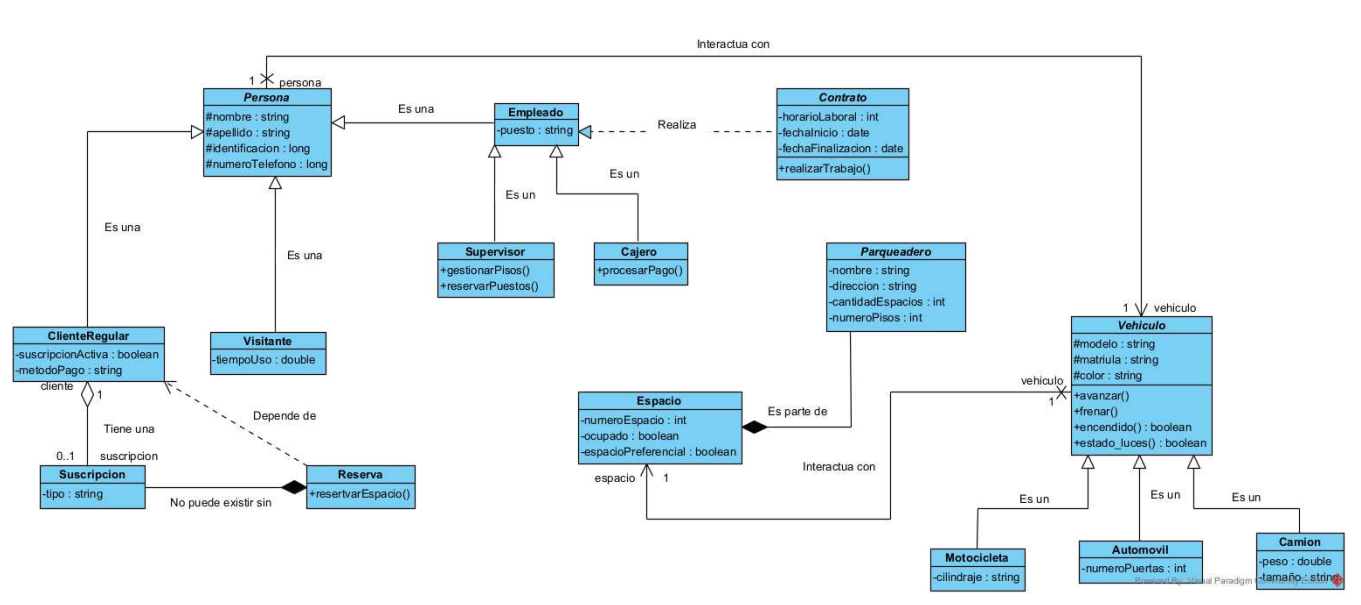 Interactua con
1
persona
Persona
#nombre : string
#apellido : string
#identificacion : long
#numeroTelefono : long
Es una
Empleado
-puesto : string
Realiza
Contrato
-horarioLaboral : int
-fechaInicio : date
-fechaFinalizacion : date
+realizarTrabajo()
Es un
Es un
Es una
Es una
Supervisor
+gestionarPisos()
+reservarPuestos()
Cajero
+procesarPago()
Parqueadero
-nombre : string
-direccion : string
-cantidadEspacios : int
-numeroPisos : int
1
vehiculo
Vehiculo
#modelo : string
#matriula : string
#color : string
+avanzar()
+frenar()
+encendido() : boolean
+estado_luces() : boolean
ClienteRegular
-suscripcionActiva : boolean
-metodoPago : string
Visitante
-tiempoUso : double
cliente
1
Tiene una
0..1
suscripcion
Depende de
Suscripcion
-tipo : string
No puede existir sin
Reserva
+resertvarEspacio()
Espacio
-numeroEspacio : int
-ocupado : boolean
-espacioPreferencial : boolean
Es parte de
vehiculo
1
Interactua con
espacio
1
Es un
Es un
Es un
Motocicleta
-cilindraje : string
Automovil
-numeroPuertas : int
Camion
-peso : double
-tamaño : string
Powered By Visual Paradigm Community Edition